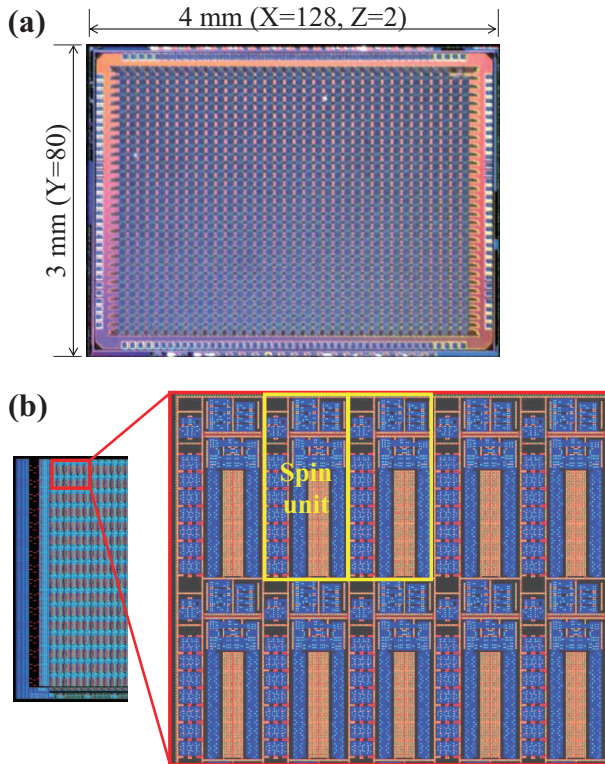 (a)
4 mm (X=128, Z=2)
3 mm (Y=80)
(b)
Spin
unit